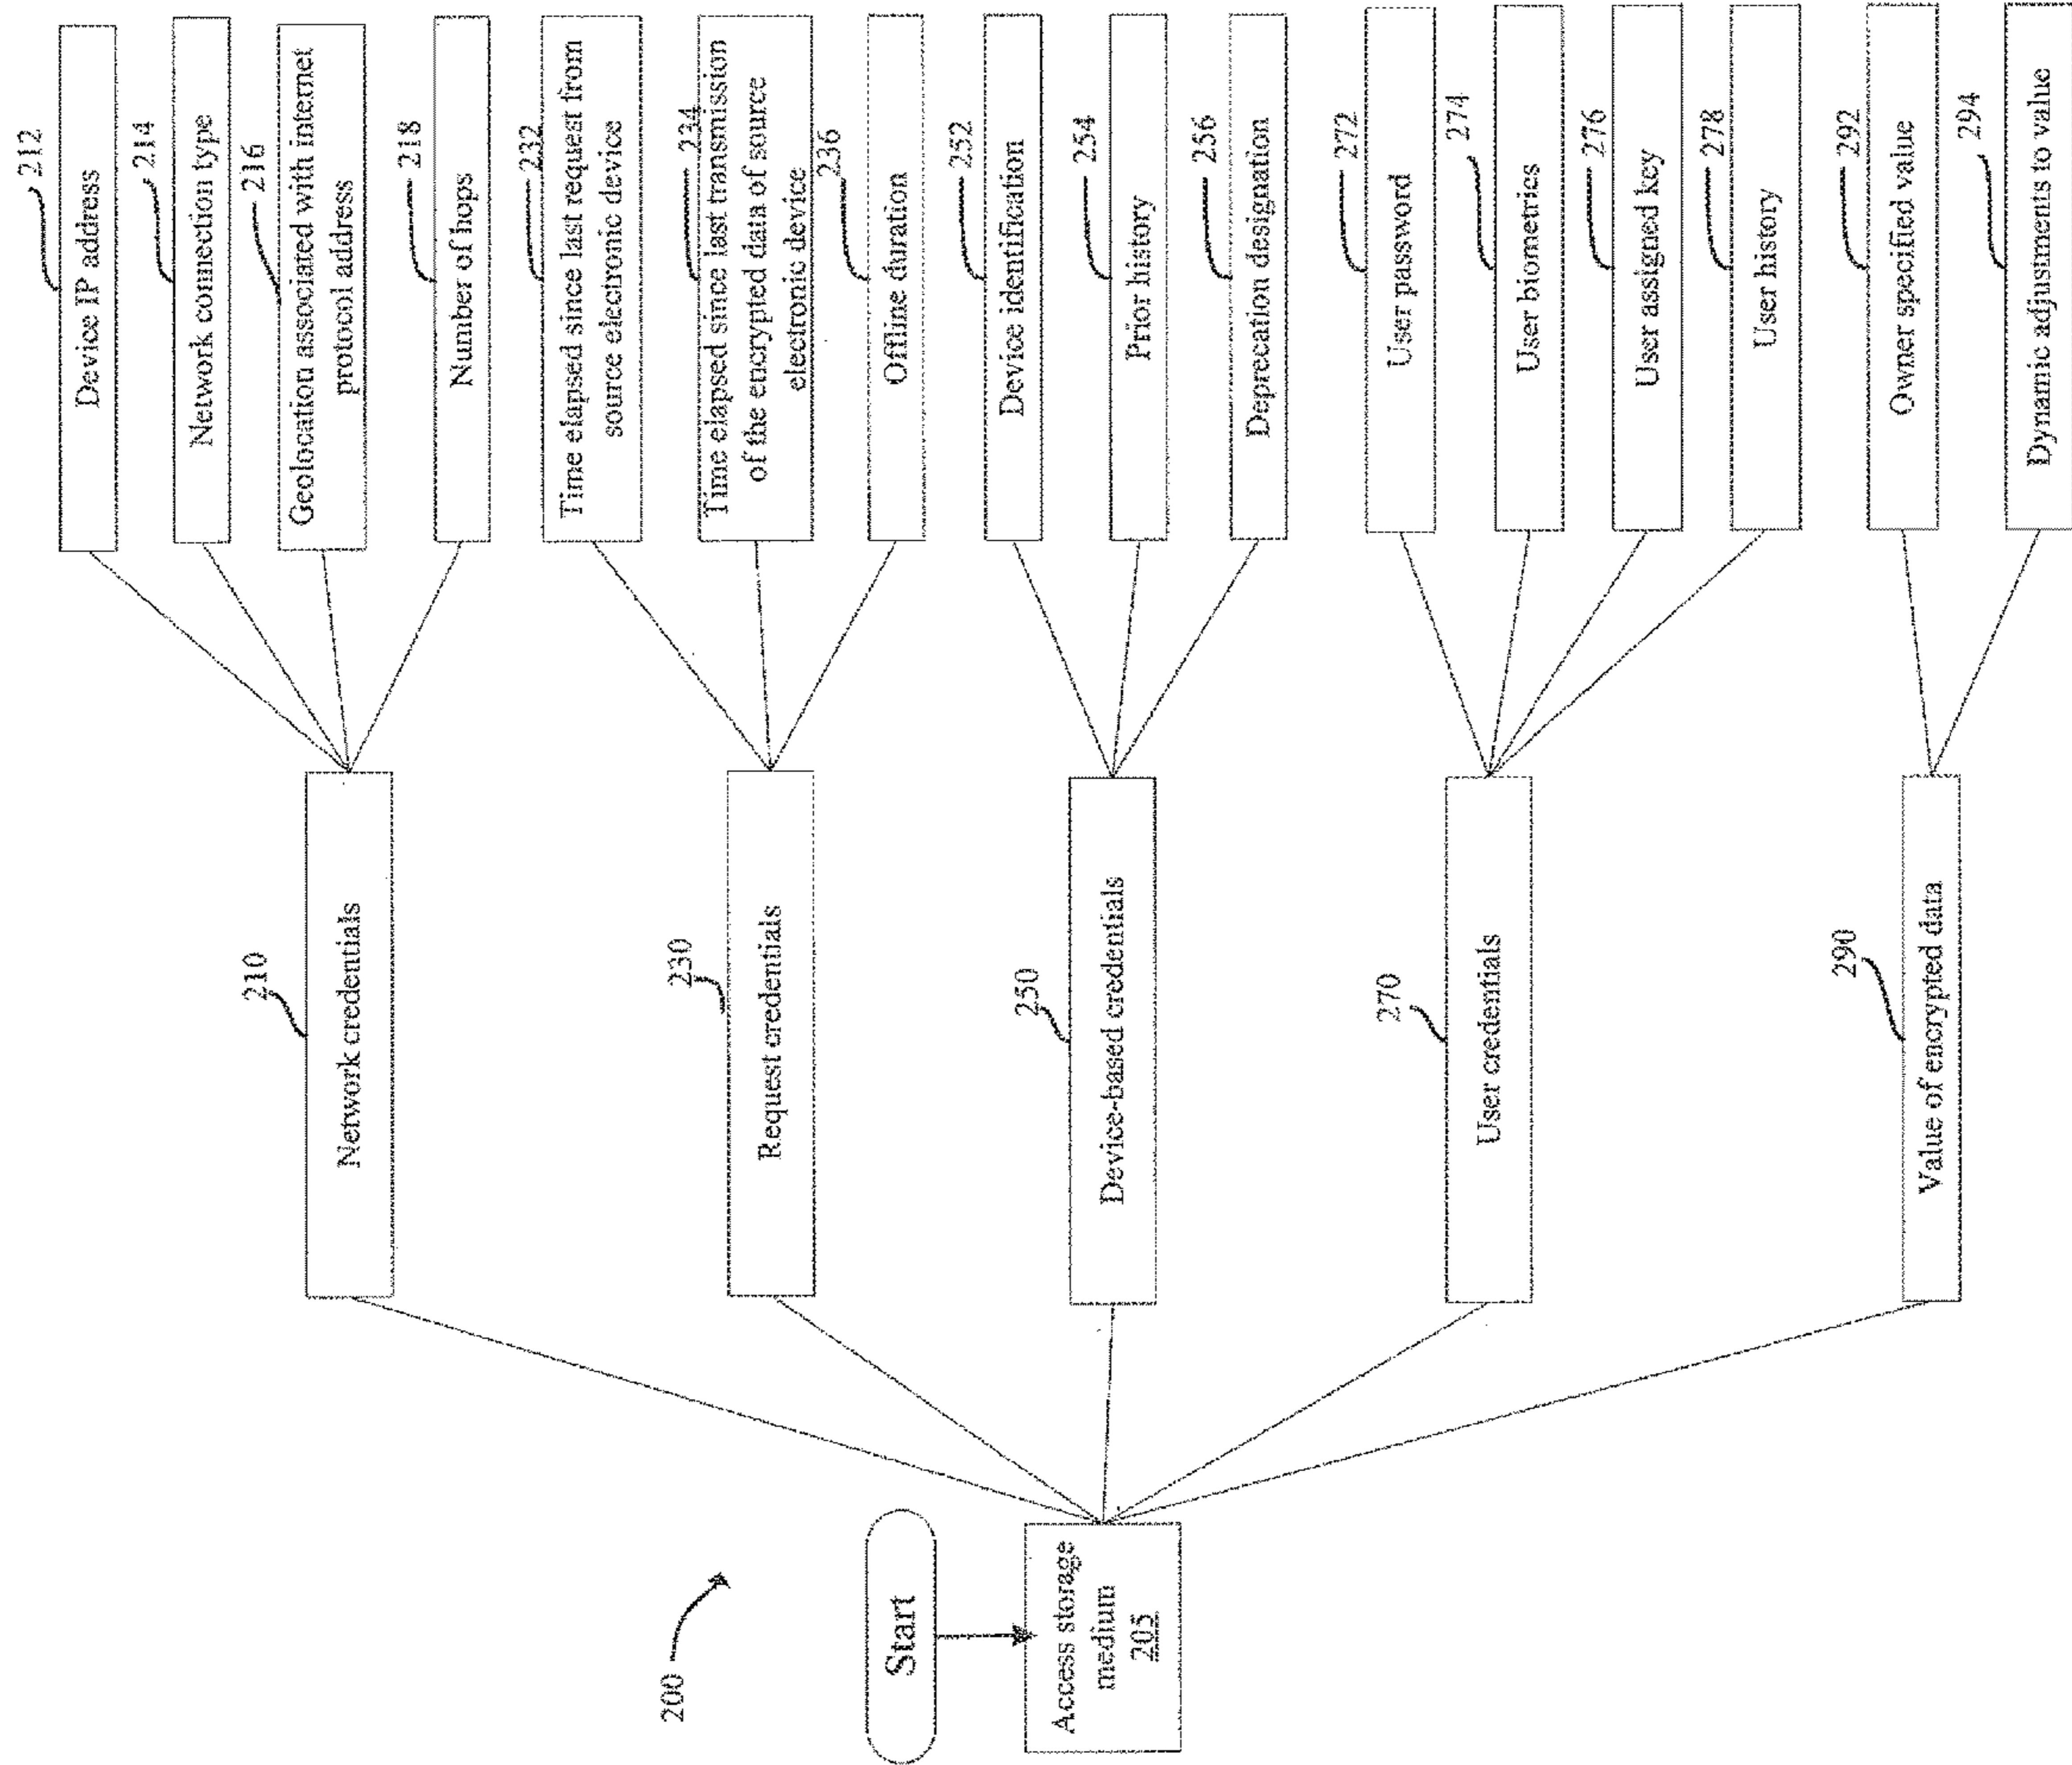 200
Start
Access storage
medium
205
210
Network credentials
230
Request credentials
250
Device-based credentials
270
User credentials
290
Value of encrypted data
212
Device IP address
214
Network connection type
216
Geolocation associated with internet
protocol address
218
Number of hops
232
Time elapsed since last request from
source electronic device
234
Time elapsed since last transmission
of the encrypted data of source
electronic device
236
Offline duration
252
Device identification
254
Prior history
256
Deprecation designation
272
User password
274
User biometrics
276
User assigned key
278
User history
292
Owner specified value
294
Dynamic adjustments to value